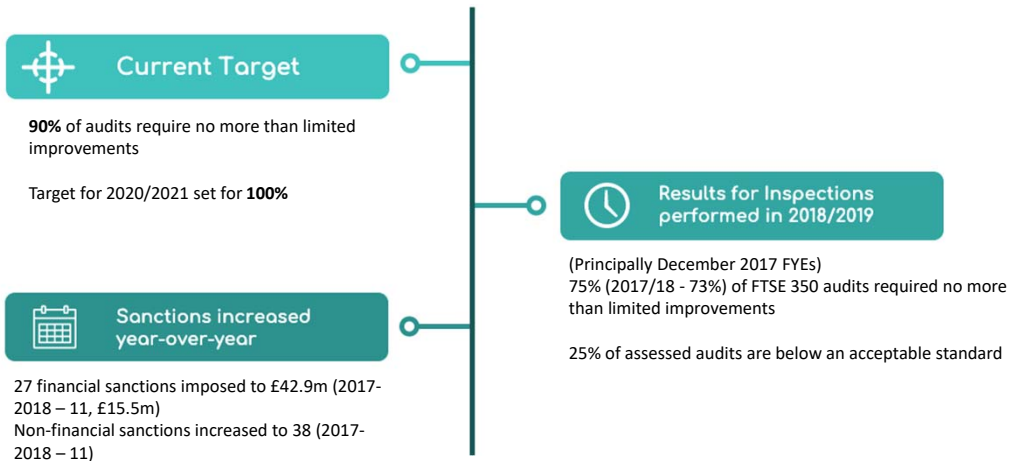 Current Target
90% of audits require no more than limited
improvements
Target for 2020/2021 set for 100%
Results for Inspections
performed in 2018/2019
(Principally December 2017 FYEs)
75% (2017/18 - 73%) of FTSE 350 audits required no more
than limited improvements
25% of assessed audits are below an acceptable standard
Sanctions increased
year-over-year
27 financial sanctions imposed to £42.9m (2017-
2018 – 11, £15.5m)
Non-financial sanctions increased to 38 (2017-
2018 – 11)